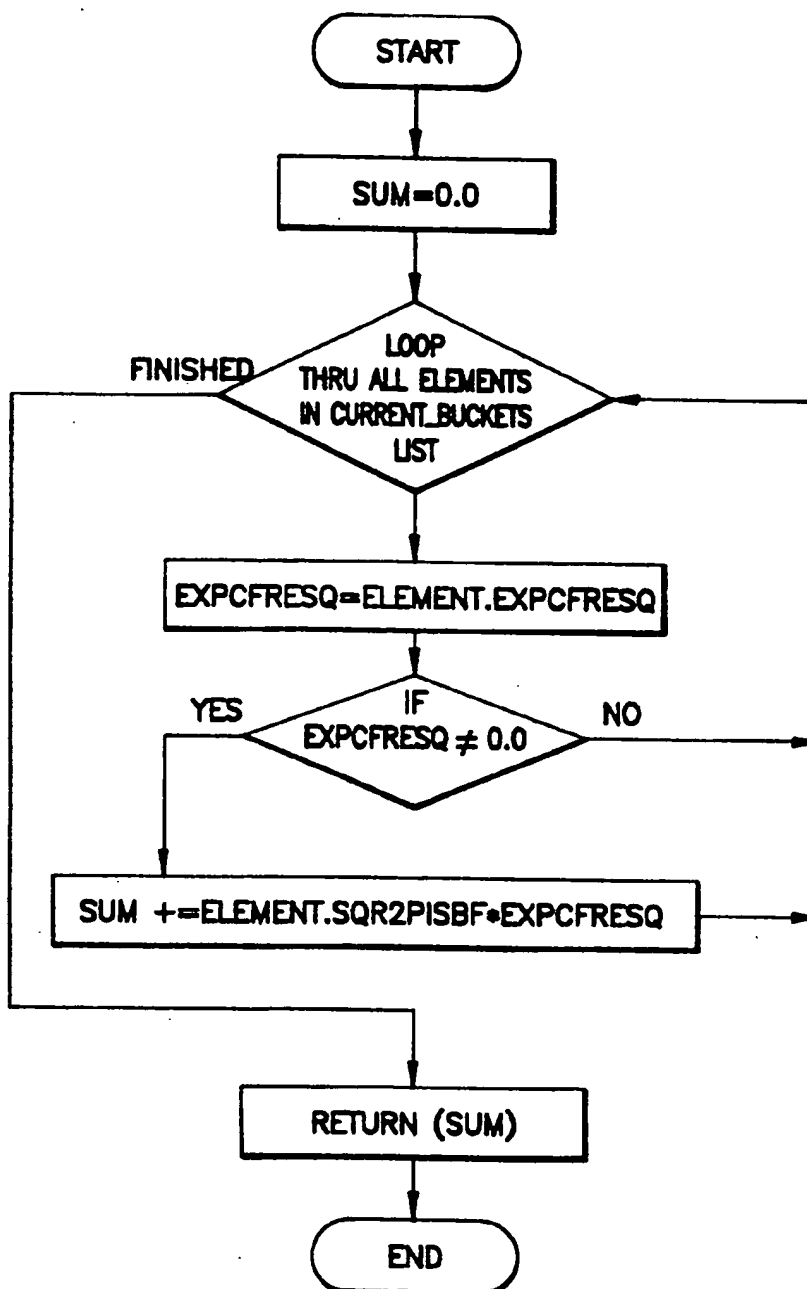 START
SUM=0.0
LOOP
THRU ALL ELEMENTS
IN CURRENT_BUCKETS
LIST
FINISHED
EXPCFRESQ=ELEMENT.EXPCFRESQ
IF
EXPCFRESQ ≠ 0.0
YES
NO
SUM +=ELEMENT.SQR2PISBF*EXPCFRESQ
RETURN (SUM)
END